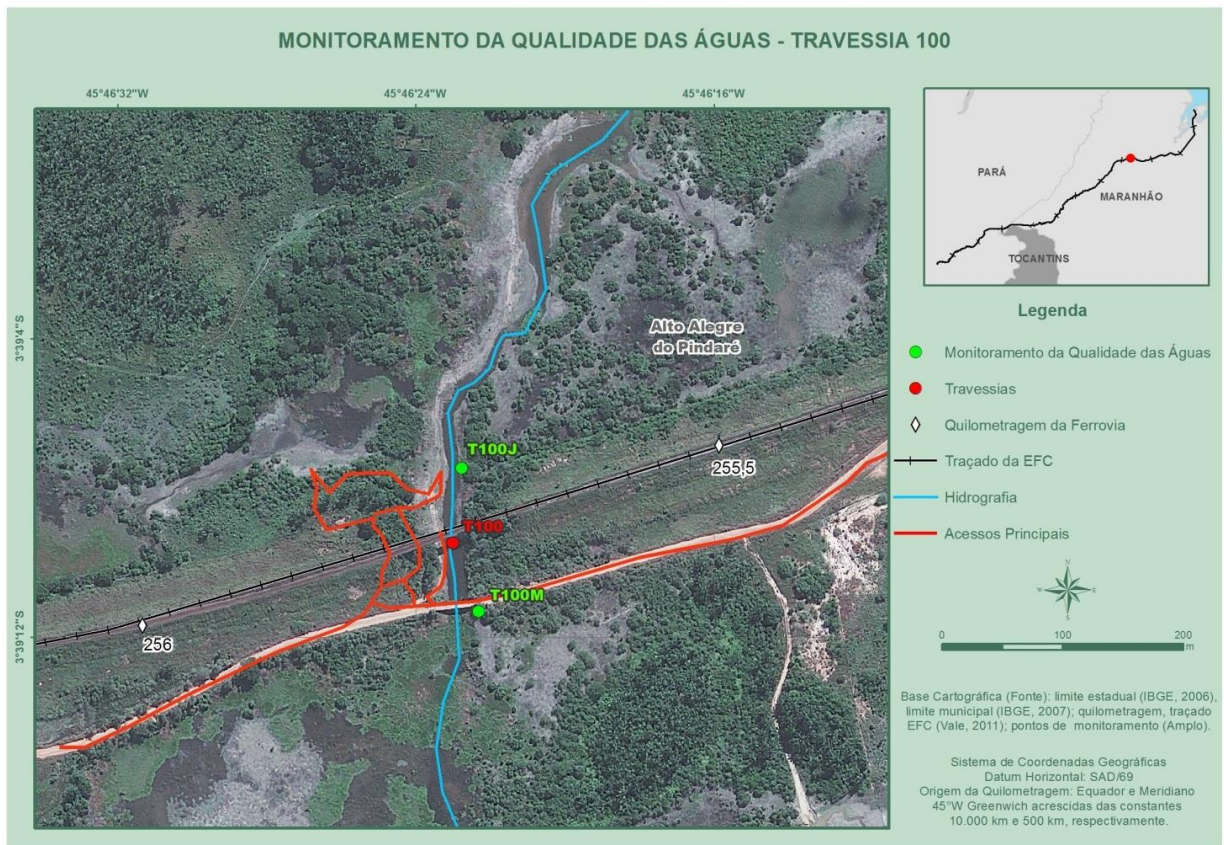 MONITORAMENTO DA QUALIDADE DAS ÁGUAS - TRAVESSIA 100
45°46'32"W
45°46'24"W
45°46'16"W
3°39'4"S
3°39'12"S
Alto Alegre
do Pindaré
T100J
255,5
T100
T100M
256
PARÁ
MARANHÃO
TOCANTINS
Legenda
Monitoramento da Qualidade das Águas
Travessias
Quilometragem da Ferrovia
Traçado da EFC
Hidrografia
Acessos Principais
N
W E
S
0 100 200
m
Base Cartográfica (Fonte): limite estadual (IBGE, 2006),
limite municipal (IBGE, 2007); quilometragem, traçado
EFC (Vale, 2011); pontos de monitoramento (Amplo).
Sistema de Coordenadas Geográficas
Datum Horizontal: SAD/69
Origem da Quilometragem: Equador e Meridiano
45°W Greenwich acrescidas das constantes
10.000 km e 500 km, respectivamente.